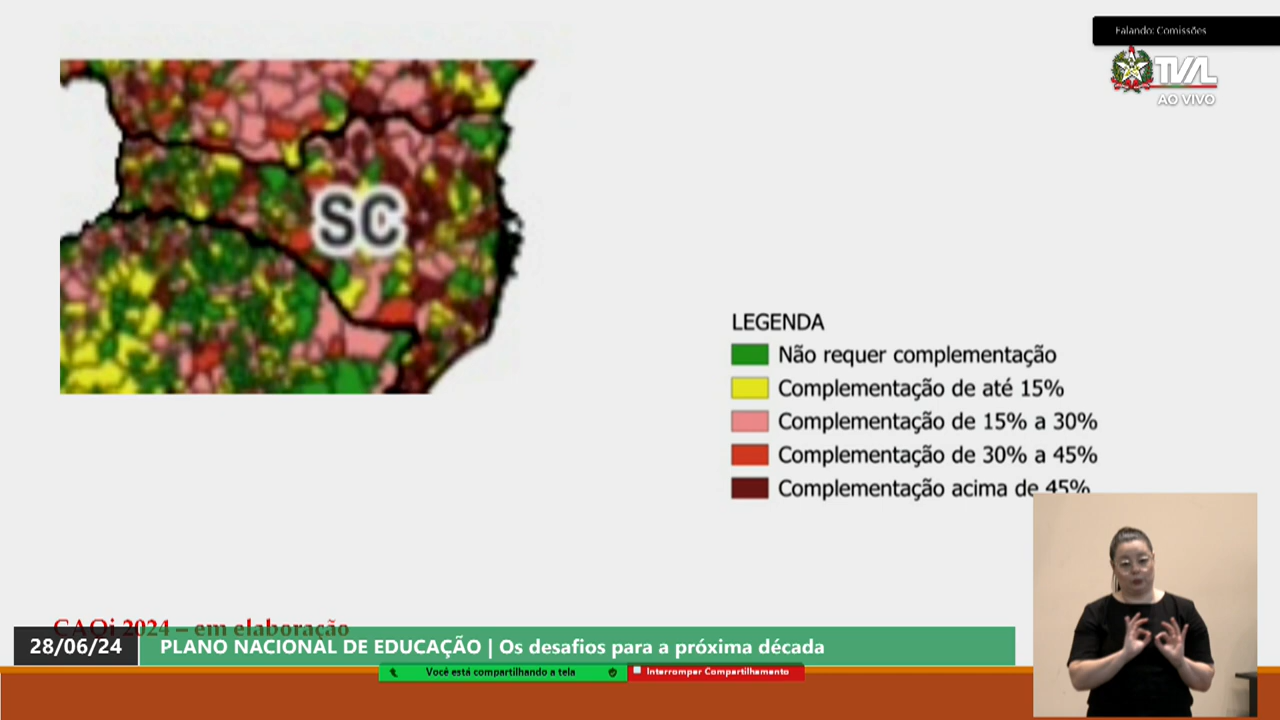 Falando: Comissões
TVAL
AO VIVO
SC
LEGENDA
Não requer complementação
Complementação de até 15%
Complementação de 15% a 30%
Complementação de 30% a 45%
Complementação acima de 45%
CAQi 2024 – em elaboração
28/06/24
PLANO NACIONAL DE EDUCAÇÃO | Os desafios para a próxima década
Você está compartilhando a tela
Interromper Compartilhamento